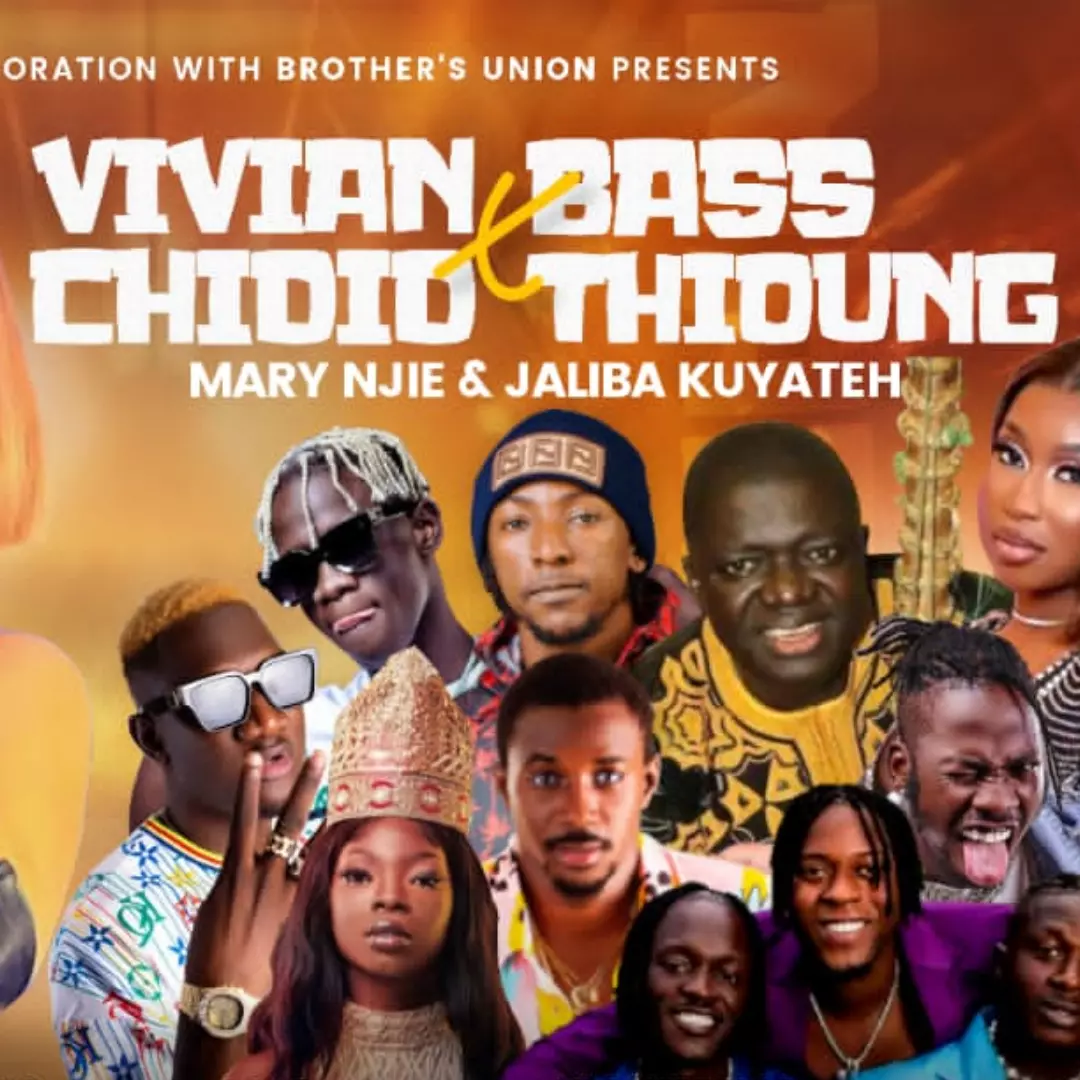 ORATION WITH BROTHER'S UNION PRESENTS
VIVIAN X BASS
CHIDID THIOUNG
MARY NJIE & JALIBA KUYATEH